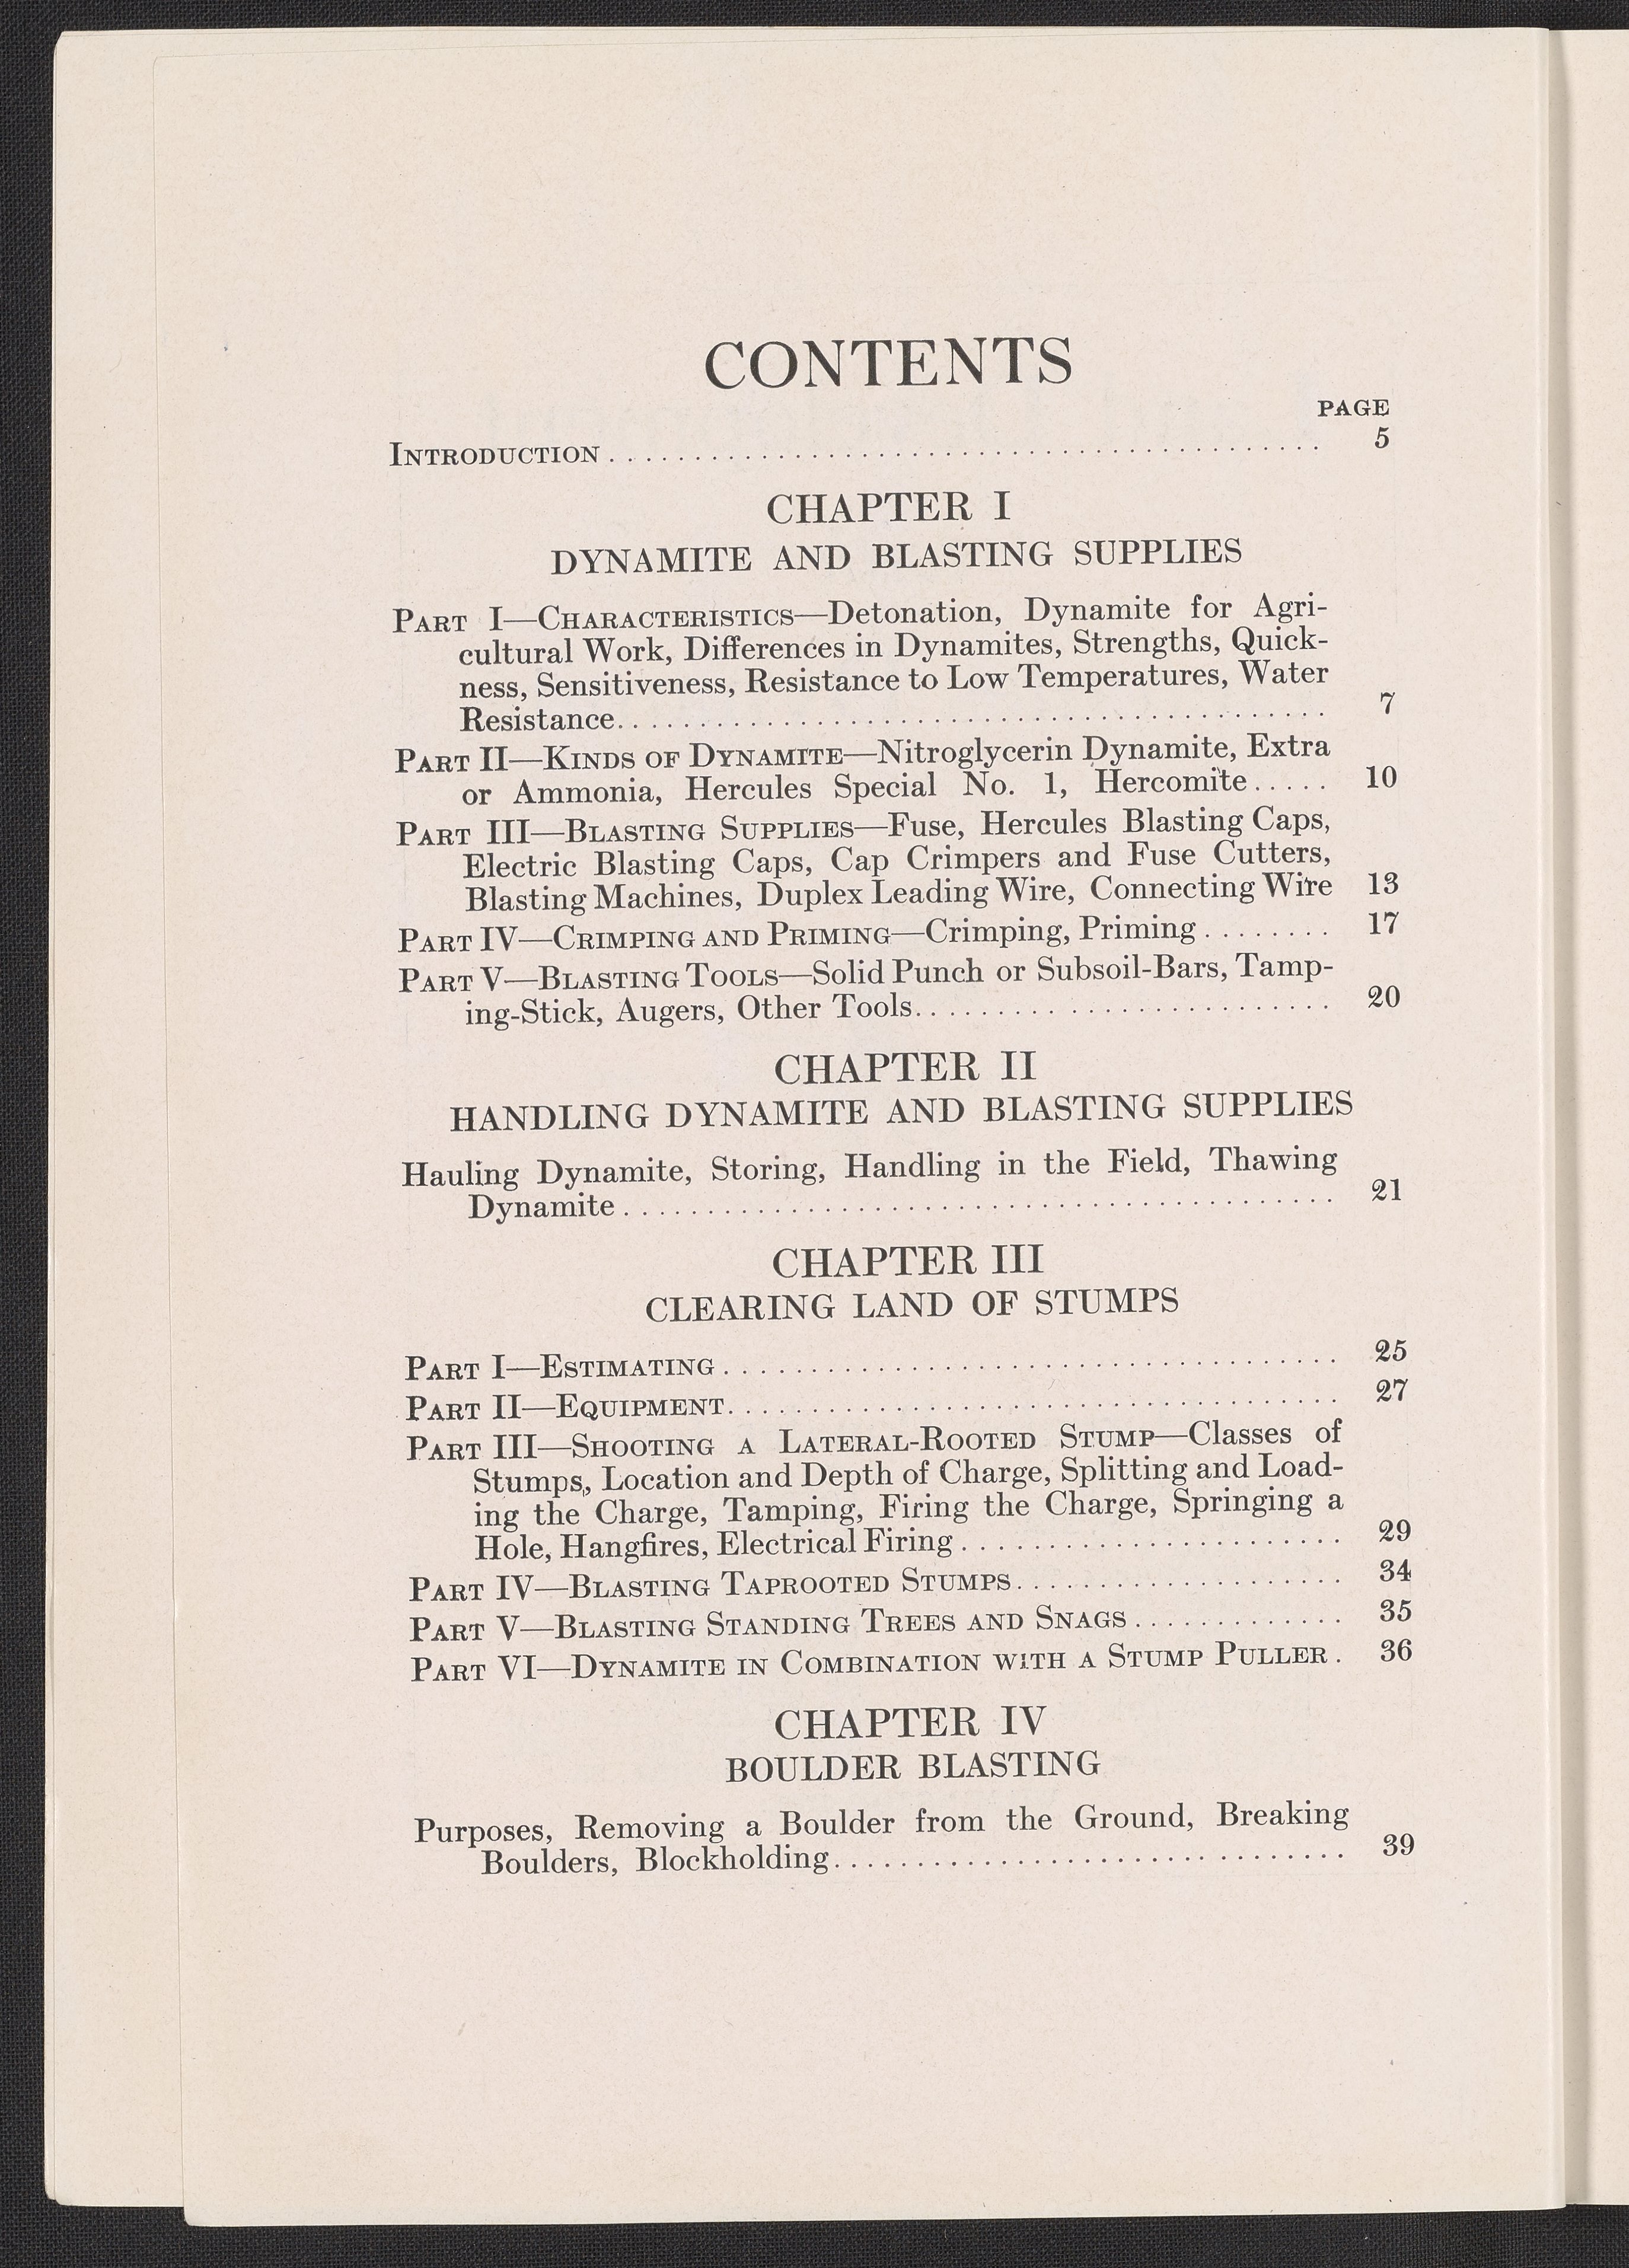 CONTENTS
PAGE
INTRODUCTION . . . . . . . . . . . . . . . . . . . . . . . . . . . . . . 5
CHAPTER I
DYNAMITE AND BLASTING SUPPLIES
PART I—CHARACTERISTICS—Detonation, Dynamite for Agri-
cultural Work, Differences in Dynamites, Strengths, Quick-
ness, Sensitiveness, Resistance to Low Temperatures, Water
Resistance. . . . . . . . . . . . . . . . . . . . . . . . . . . . . . 7
PART II—KINDS OF DYNAMITE—Nitroglycerin Dynamite, Extra
or Ammonia, Hercules Special No. 1, Hercomite . . . . . 10
PART III—BLASTING SUPPLIES—Fuse, Hercules Blasting Caps,
Electric Blasting Caps, Cap Crimpers and Fuse Cutters,
Blasting Machines, Duplex Leading Wire, Connecting Wire 13
PART IV—CRIMPING AND PRIMING—Crimping, Priming . . . . . . . . 17
PART V—BLASTING TOOLS—Solid Punch or Subsoil-Bars, Tamp-
ing-Stick, Augers, Other Tools. . . . . . . . . . . . . . . . . . . . 20
CHAPTER II
HANDLING DYNAMITE AND BLASTING SUPPLIES
Hauling Dynamite, Storing, Handling in the Field, Thawing
Dynamite . . . . . . . . . . . . . . . . . . . . . . . . . . . . . . 21
CHAPTER III
CLEARING LAND OF STUMPS
PART I—ESTIMATING . . . . . . . . . . . . . . . . . . . . . . . . . 25
PART II—EQUIPMENT. . . . . . . . . . . . . . . . . . . . . . . . . 27
PART III—SHOOTING A LATERAL-ROOTED STUMP—Classes of
Stumps, Location and Depth of Charge, Splitting and Load-
ing the Charge, Tamping, Firing the Charge, Springing a
Hole, Hangfires, Electrical Firing . . . . . . . . . . . . . . . . . 29
PART IV—BLASTING TAPROOTED STUMPS. . . . . . . . . . . . . . . 34
PART V—BLASTING STANDING TREES AND SNAGS . . . . . . . . . . . 35
PART VI—DYNAMITE IN COMBINATION WITH A STUMP PULLER . 36
CHAPTER IV
BOULDER BLASTING
Purposes, Removing a Boulder from the Ground, Breaking
Boulders, Blockholding. . . . . . . . . . . . . . . . . . . . . . . 39